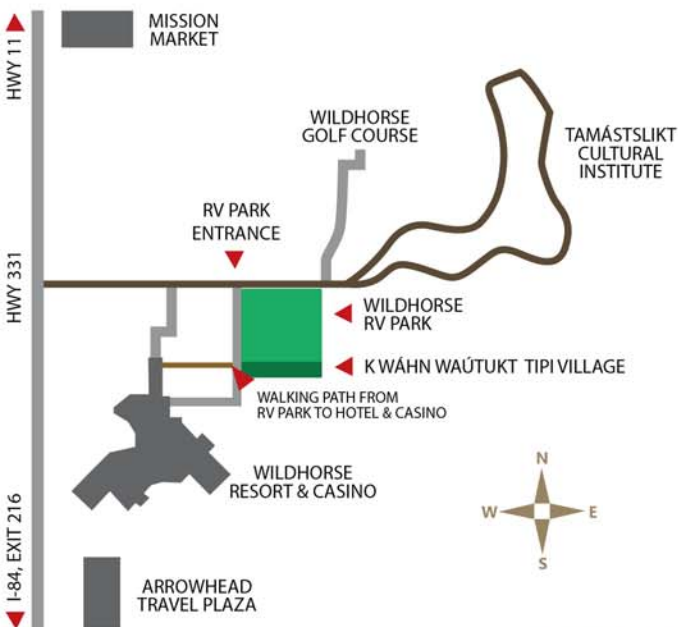 HWY 11
MISSION
MARKET
WILDHORSE
GOLF COURSE
TAMÁSTSLIKT
CULTURAL
INSTITUTE
RV PARK
ENTRANCE
HWY 331
WILDHORSE
RV PARK
K WÁHN WAÚTUKT TIPI VILLAGE
WALKING PATH FROM
RV PARK TO HOTEL & CASINO
WILDHORSE
RESORT & CASINO
N
W
E
S
I-84, EXIT 216
ARROWHEAD
TRAVEL PLAZA